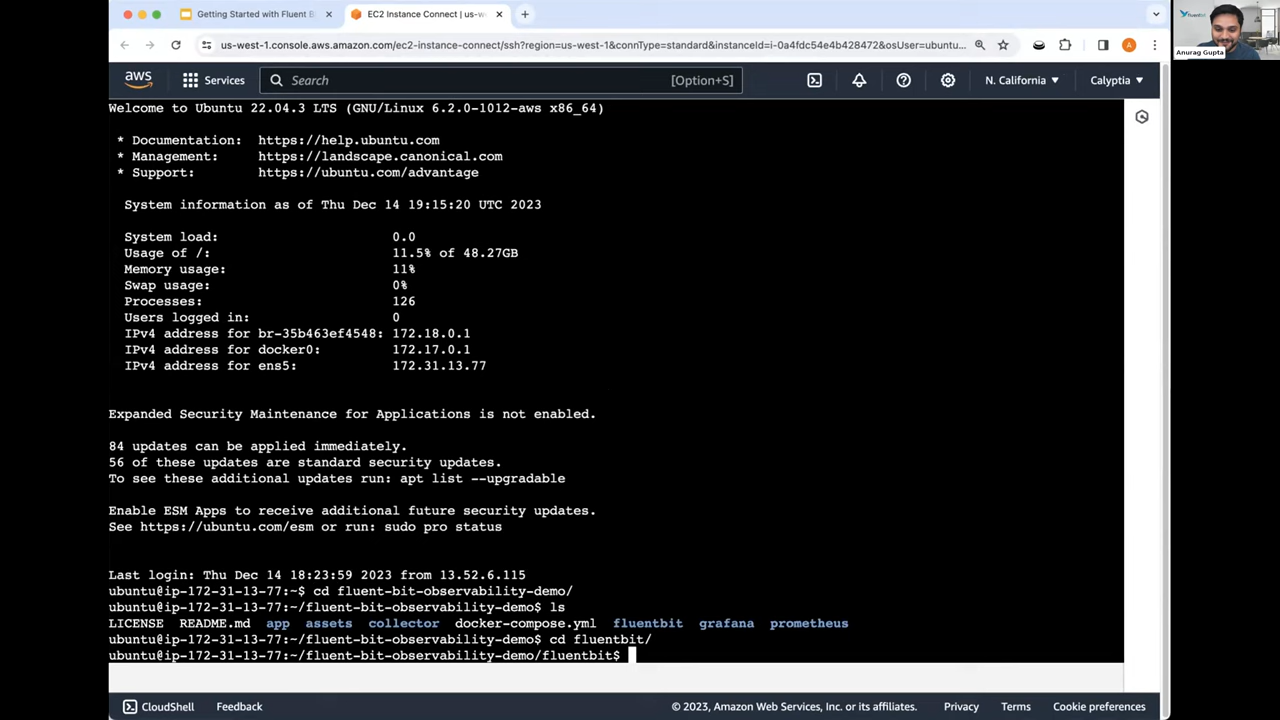 Getting Started with Fluent B
EC2 Instance Connect | us-w
us-west-1.console.aws.amazon.com/ec2-instance-connect/ssh?region=us-west-1&connType=standard&instanceId=i-0a4fdc54e4b428472&osUser=ubuntu...
aws
Services
Search
[Option+S]
N. California
Calyptia
Welcome to Ubuntu 22.04.3 LTS (GNU/Linux 6.2.0-1012-aws x86_64)
* Documentation: https://help.ubuntu.com
* Management: https://landscape.canonical.com
* Support: https://ubuntu.com/advantage
System information as of Thu Dec 14 19:15:20 UTC 2023
System load: 0.0
Usage of /: 11.5% of 48.27GB
Memory usage: 11%
Swap usage: 0%
Processes: 126
Users logged in: 0
IPv4 address for br-35b463ef4548: 172.18.0.1
IPv4 address for docker0: 172.17.0.1
IPv4 address for ens5: 172.31.13.77
Expanded Security Maintenance for Applications is not enabled.
84 updates can be applied immediately.
56 of these updates are standard security updates.
To see these additional updates run: apt list --upgradable
Enable ESM Apps to receive additional future security updates.
See https://ubuntu.com/esm or run: sudo pro status
Last login: Thu Dec 14 18:23:59 2023 from 13.52.6.115
ubuntu@ip-172-31-13-77:~$ cd fluent-bit-observability-demo/
ubuntu@ip-172-31-13-77:~/fluent-bit-observability-demo$ ls
LICENSE README.md app assets collector docker-compose.yml fluentbit grafana prometheus
ubuntu@ip-172-31-13-77:~/fluent-bit-observability-demo$ cd fluentbit/
ubuntu@ip-172-31-13-77:~/fluent-bit-observability-demo/fluentbit$
CloudShell
Feedback
© 2023, Amazon Web Services, Inc. or its affiliates.
Privacy
Terms
Cookie preferences
A
fluentbit
Anurag Gupta